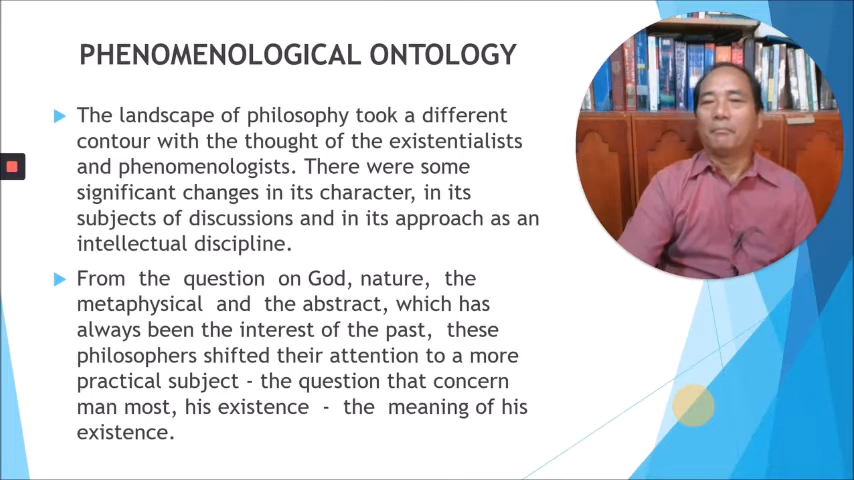 PHENOMENOLOGICAL ONTOLOGY
The landscape of philosophy took a different
contour with the thought of the existentialists
and phenomenologists. There were some
significant changes in its character, in its
subjects of discussions and in its approach as an
intellectual discipline.
From the question on God, nature, the
metaphysical and the abstract, which has
always been the interest of the past, these
philosophers shifted their attention to a more
practical subject - the question that concern
man most, his existence - the meaning of his
existence.